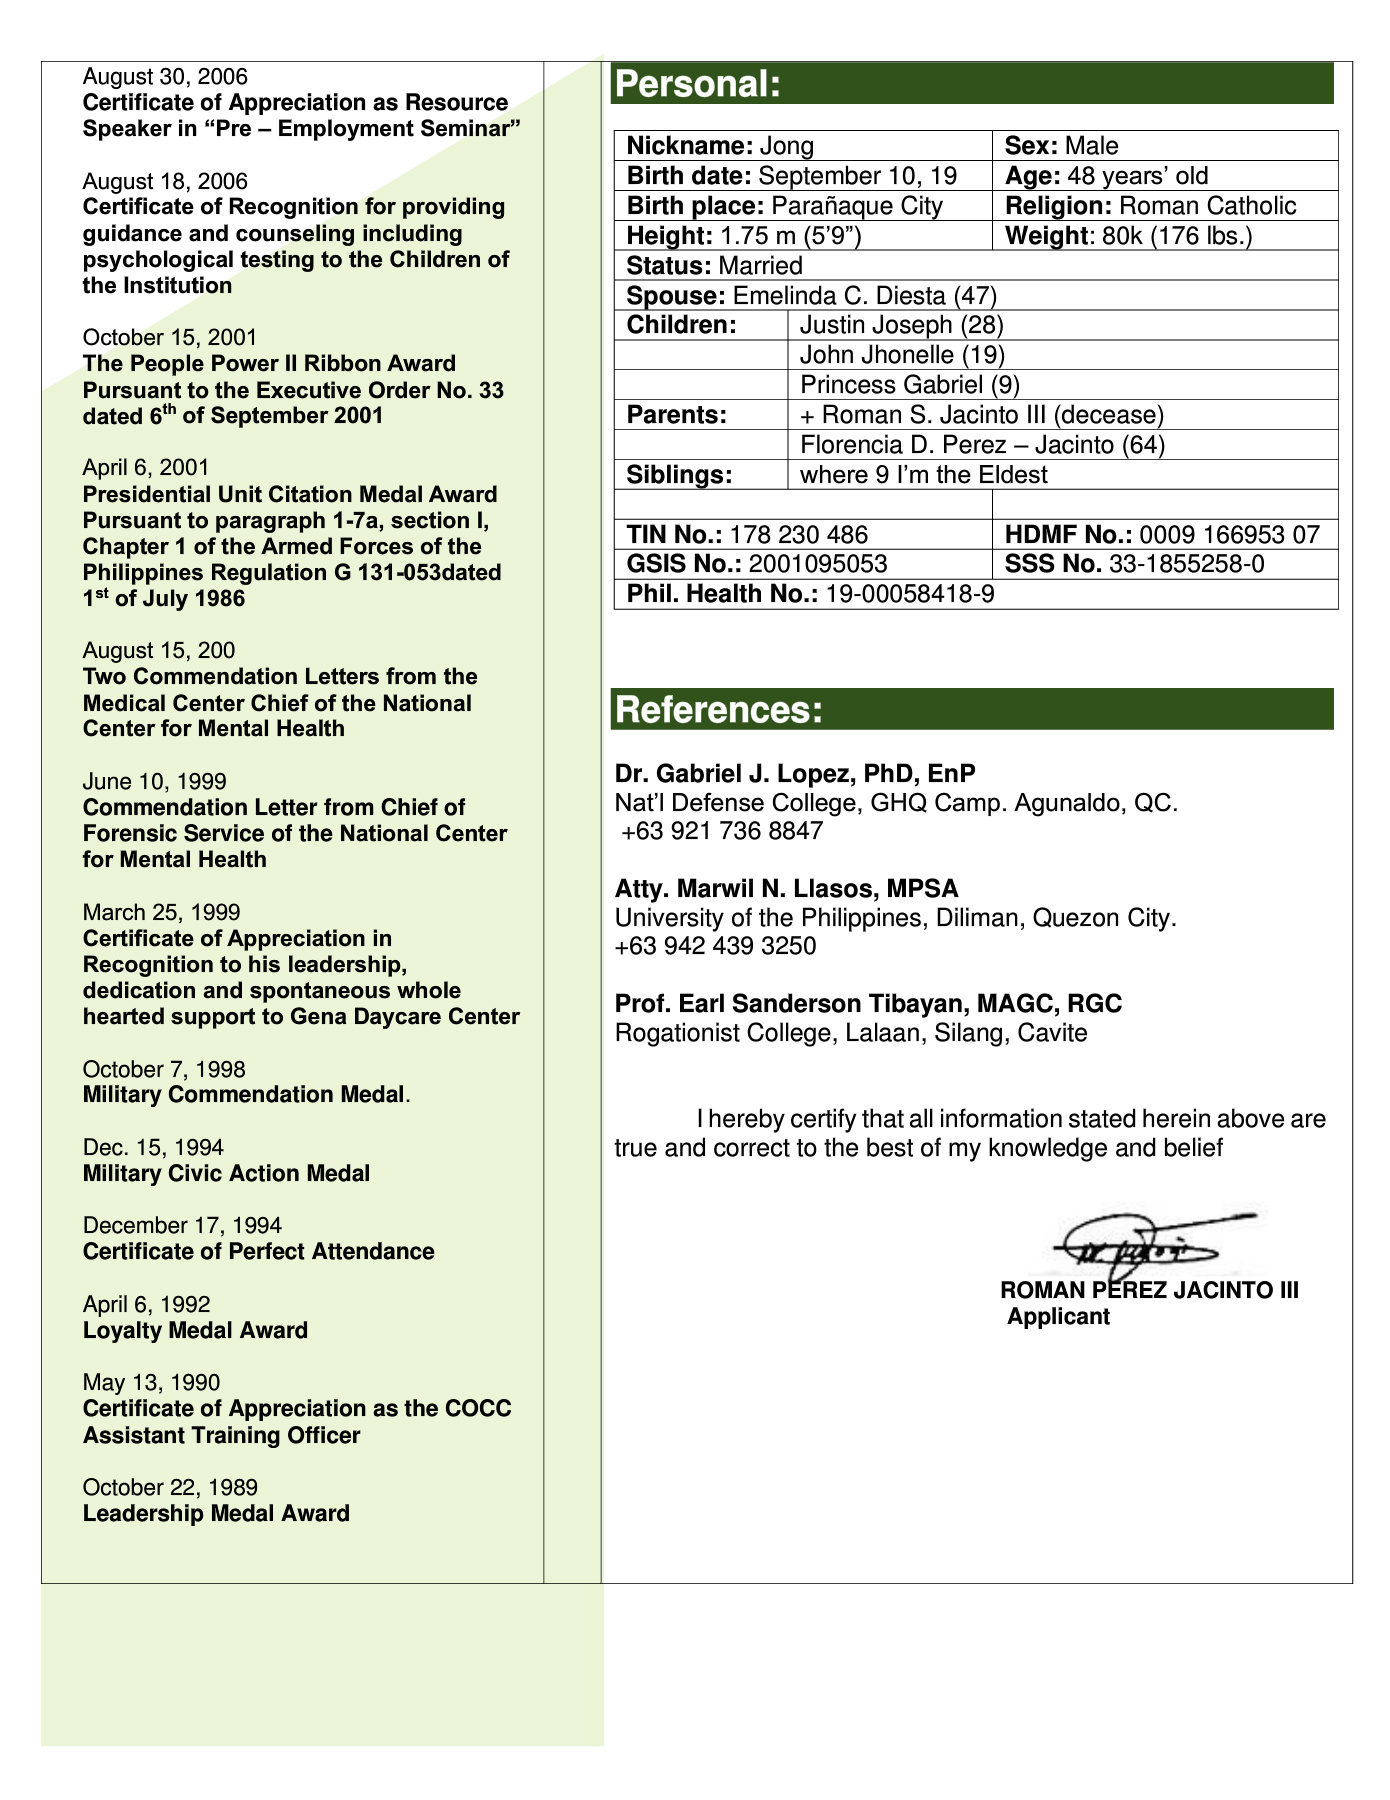 August 30, 2006
Certificate of Appreciation as Resource
Speaker in “Pre – Employment Seminar”
August 18, 2006
Certificate of Recognition for providing
guidance and counseling including
psychological testing to the Children of
the Institution
October 15, 2001
The People Power II Ribbon Award
Pursuant to the Executive Order No. 33
dated 6th of September 2001
April 6, 2001
Presidential Unit Citation Medal Award
Pursuant to paragraph 1-7a, section I,
Chapter 1 of the Armed Forces of the
Philippines Regulation G 131-053dated
1st of July 1986
August 15, 200
Two Commendation Letters from the
Medical Center Chief of the National
Center for Mental Health
June 10, 1999
Commendation Letter from Chief of
Forensic Service of the National Center
for Mental Health
March 25, 1999
Certificate of Appreciation in
Recognition to his leadership,
dedication and spontaneous whole
hearted support to Gena Daycare Center
October 7, 1998
Military Commendation Medal.
Dec. 15, 1994
Military Civic Action Medal
December 17, 1994
Certificate of Perfect Attendance
April 6, 1992
Loyalty Medal Award
May 13, 1990
Certificate of Appreciation as the COCC
Assistant Training Officer
October 22, 1989
Leadership Medal Award
Personal:
Nickname: Jong Sex: Male
Birth date: September 10, 19 Age: 48 years’ old
Birth place: Parañaque City Religion: Roman Catholic
Height: 1.75 m (5’9”) Weight: 80k (176 lbs.)
Status: Married
Spouse: Emelinda C. Diesta (47)
Children: Justin Joseph (28)
John Jhonelle (19)
Princess Gabriel (9)
Parents: + Roman S. Jacinto III (decease)
Florencia D. Perez – Jacinto (64)
Siblings: where 9 I’m the Eldest
TIN No.: 178 230 486 HDMF No.: 0009 166953 07
GSIS No.: 2001095053 SSS No. 33-1855258-0
Phil. Health No.: 19-00058418-9
References:
Dr. Gabriel J. Lopez, PhD, EnP
Nat’l Defense College, GHQ Camp. Agunaldo, QC.
+63 921 736 8847
Atty. Marwil N. Llasos, MPSA
University of the Philippines, Diliman, Quezon City.
+63 942 439 3250
Prof. Earl Sanderson Tibayan, MAGC, RGC
Rogationist College, Lalaan, Silang, Cavite
I hereby certify that all information stated herein above are
true and correct to the best of my knowledge and belief
ROMAN PEREZ JACINTO III
Applicant